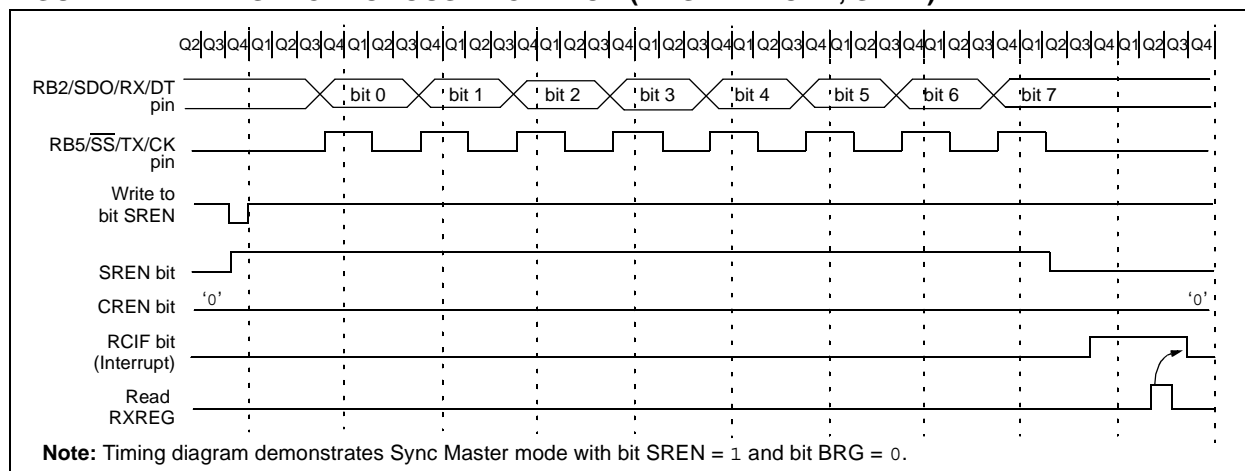 Q2 Q3 Q4 Q1 Q2 Q3 Q4 Q1 Q2 Q3 Q4 Q1 Q2 Q3 Q4 Q1 Q2 Q3 Q4 Q1 Q2 Q3 Q4 Q1 Q2 Q3 Q4 Q1 Q2 Q3 Q4 Q1 Q2 Q3 Q4 Q1 Q2 Q3 Q4 Q1 Q2 Q3 Q4
RB2/SDO/RX/DT
pin
bit 0 bit 1 bit 2 bit 3 bit 4 bit 5 bit 6 bit 7
RB5/SS/TX/CK
pin
Write to
bit SREN
SREN bit
CREN bit
‘0’ ‘0’
RCIF bit
(Interrupt)
Read
RXREG
Note: Timing diagram demonstrates Sync Master mode with bit SREN = 1 and bit BRG = 0.